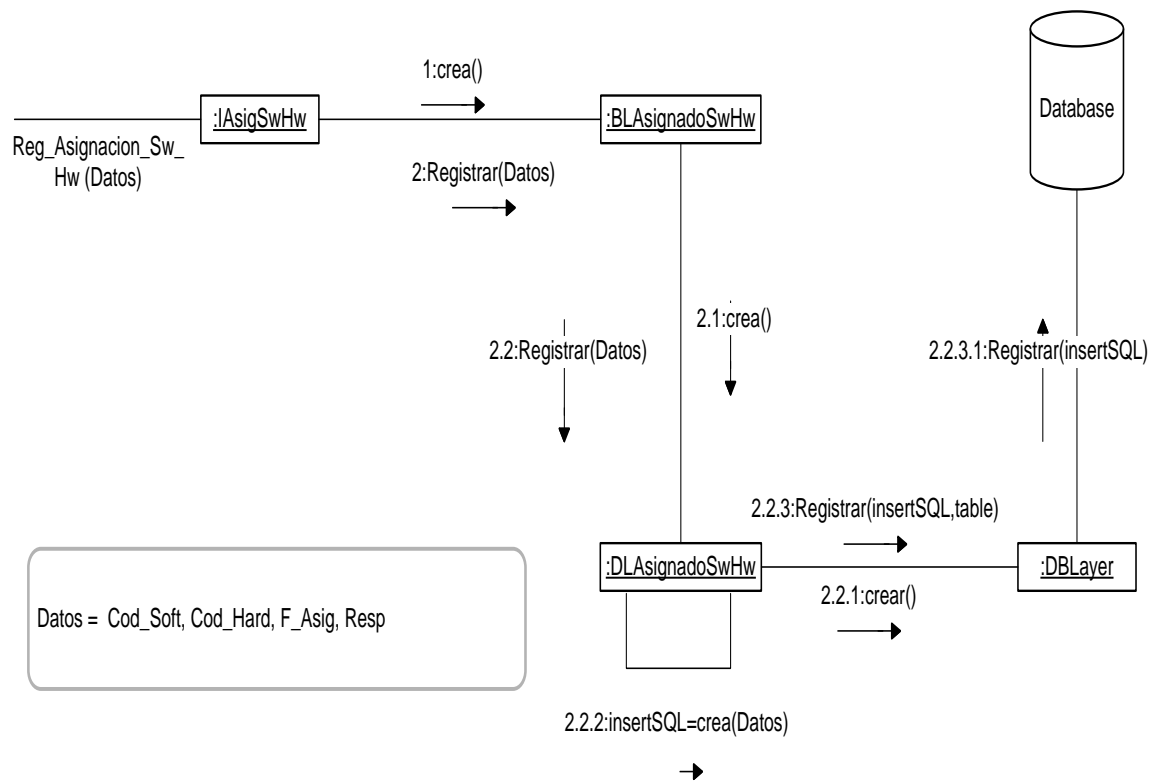 1:crea()
:IAsigSwHw
:BLAsignadoSwHw
Database
Reg_Asignacion_Sw_
Hw (Datos)
2:Registrar(Datos)
2.1:crea()
2.2:Registrar(Datos)
2.2.3.1:Registrar(insertSQL)
2.2.3:Registrar(insertSQL,table)
:DLAsignadoSwHw
:DBLayer
2.2.1:crear()
Datos = Cod_Soft, Cod_Hard, F_Asig, Resp
2.2.2:insertSQL=crea(Datos)